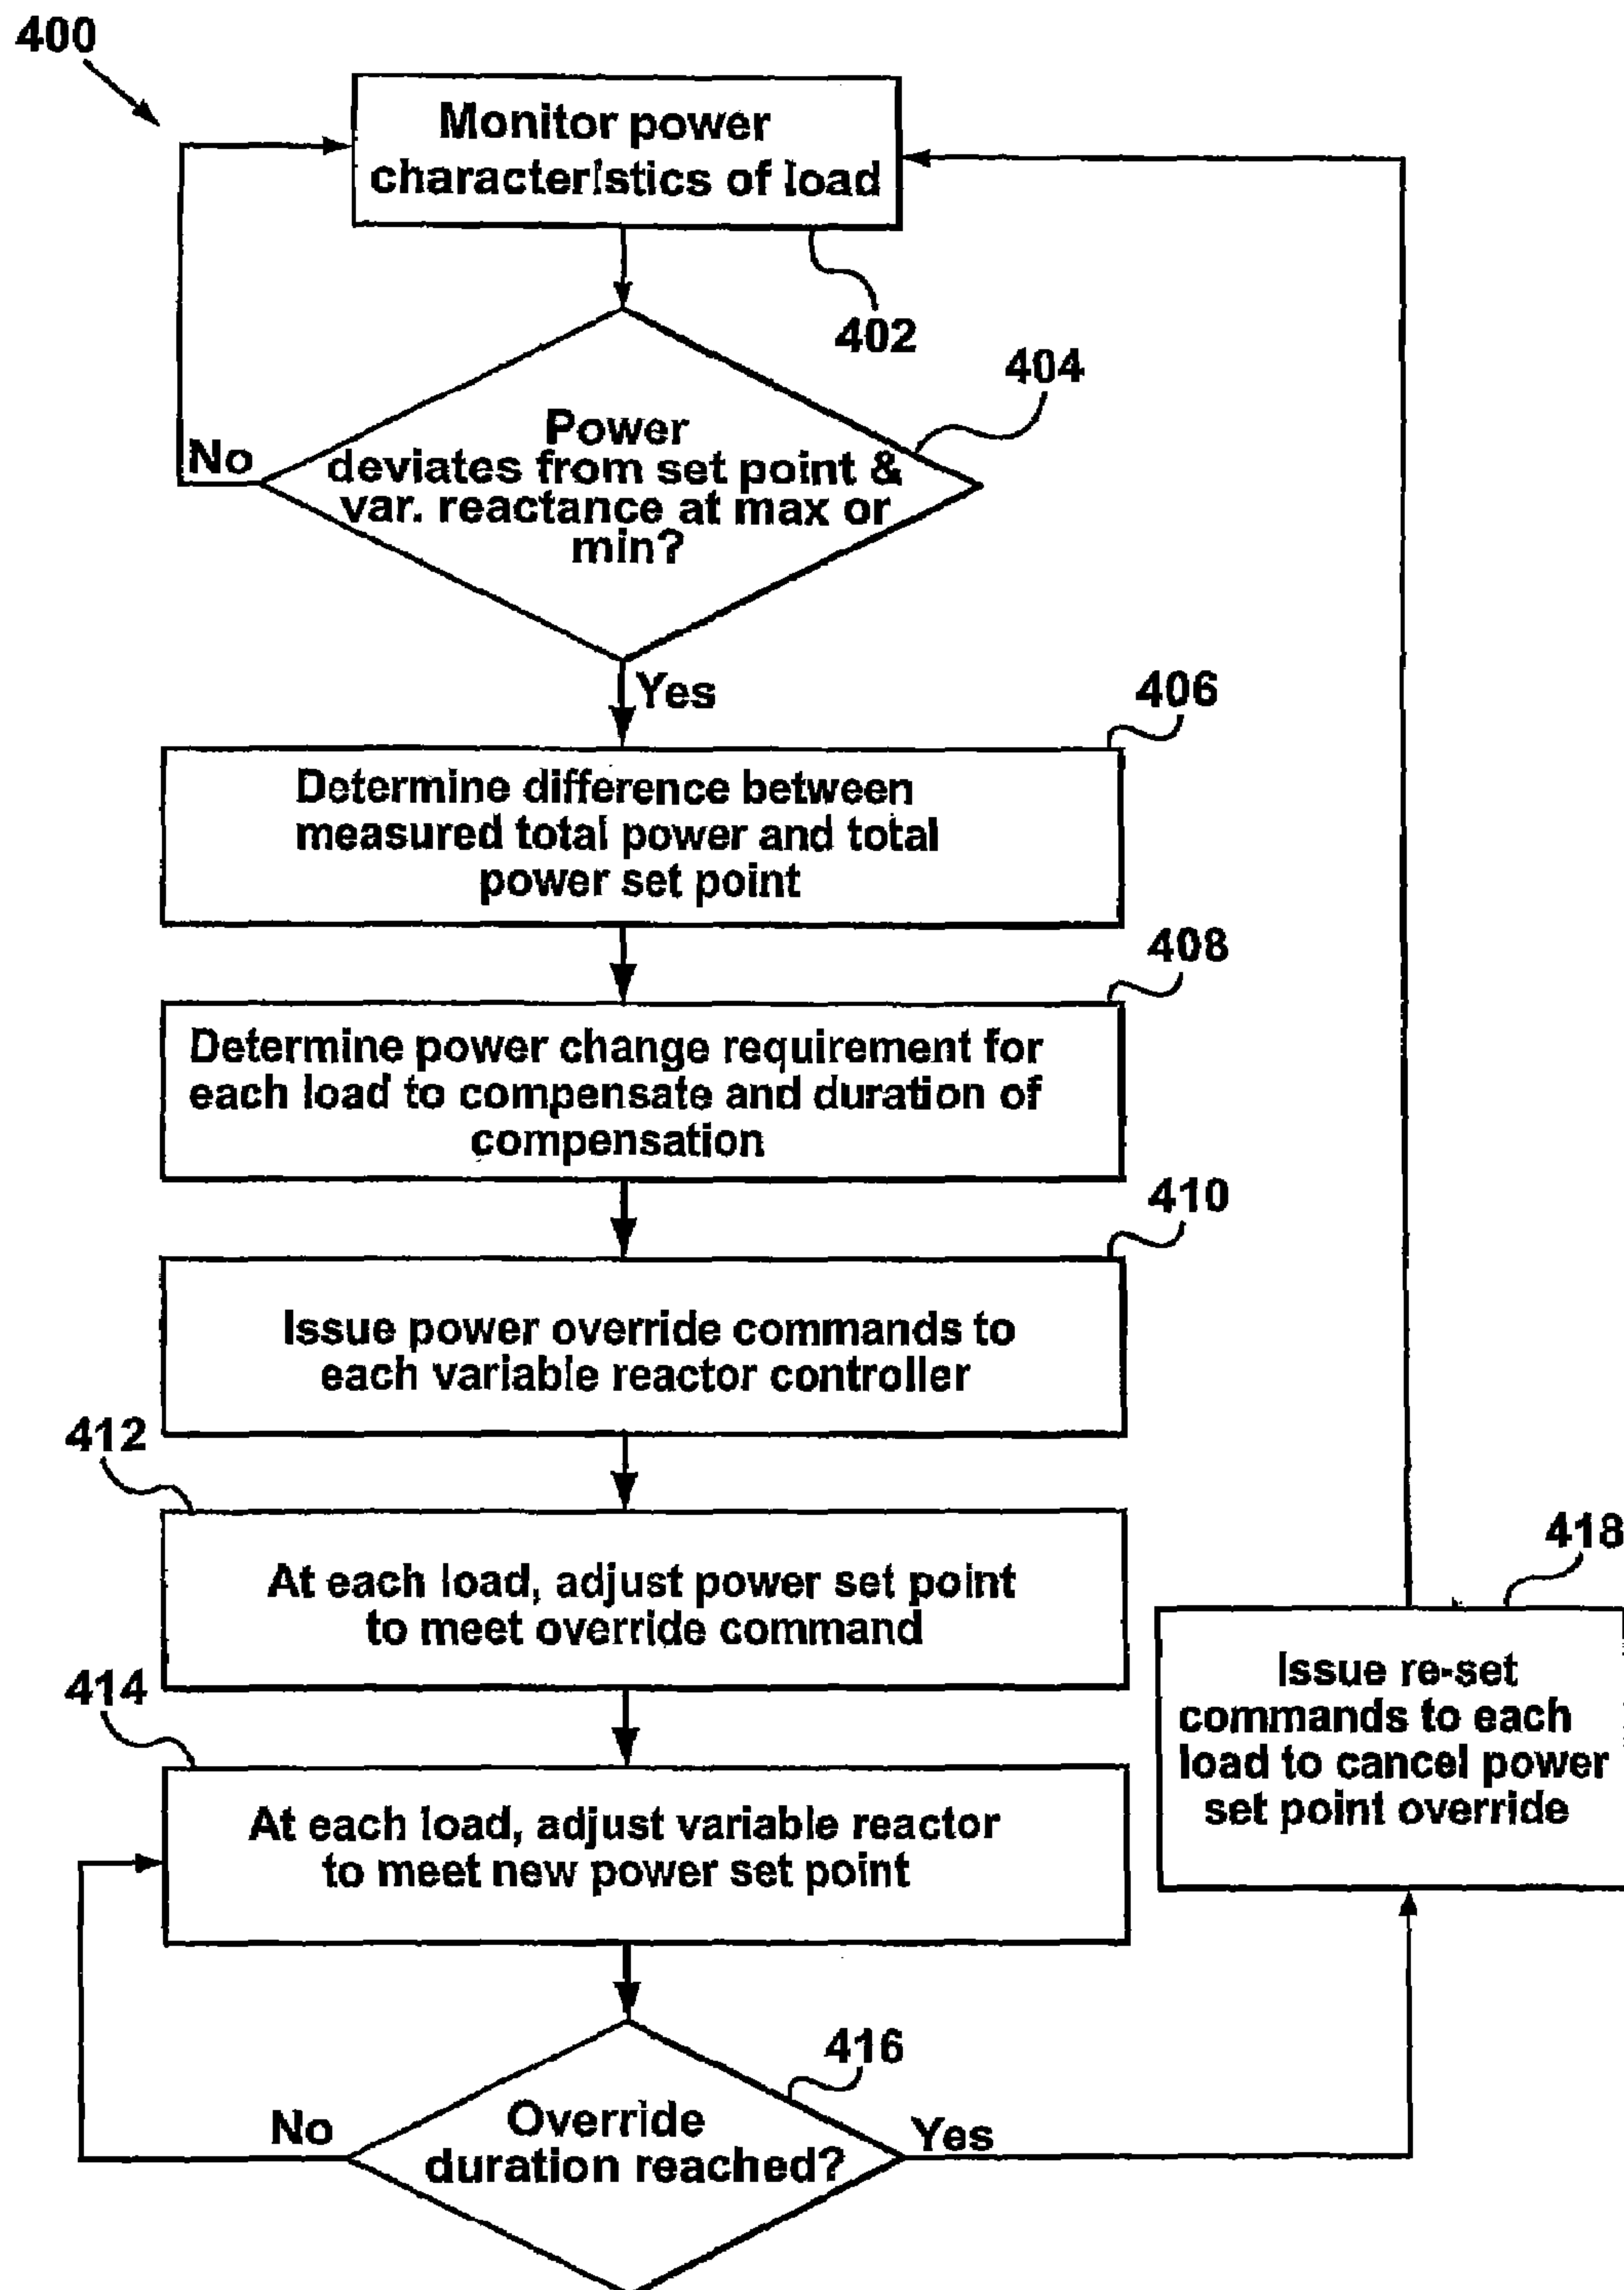 400
Monitor power
characteristics of load
402
404
Power
deviates from set point &
var. reactance at max or
min?
No
Yes
406
Determine difference between
measured total power and total
power set point
408
Determine power change requirement for
each load to compensate and duration of
compensation
410
Issue power override commands to
each variable reactor controller
412
At each load, adjust power set point
to meet override command
414
At each load, adjust variable reactor
to meet new power set point
416
Override
duration reached?
No
Yes
418
Issue re-set
commands to each
load to cancel power
set point override